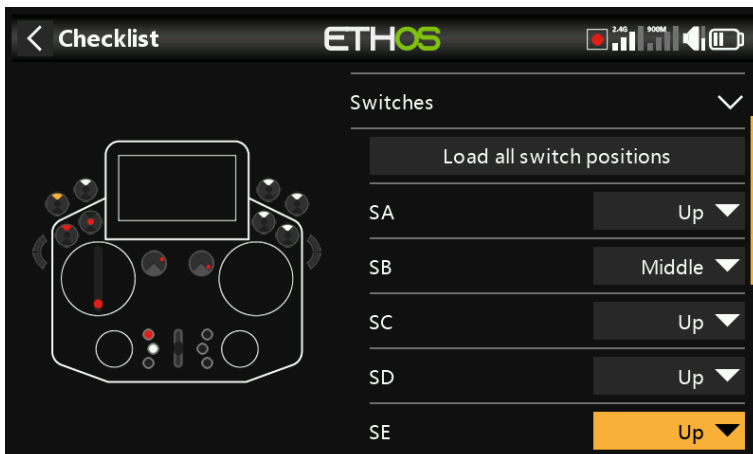 Checklist
ETHOS
2.4G 900M
Switches
Load all switch positions
SA Up
SB Middle
SC Up
SD Up
SE Up